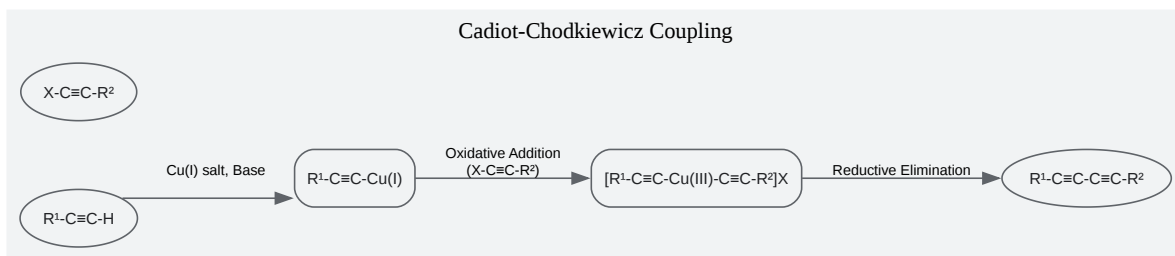 Cadiot-Chodkiewicz Coupling
X-C≡C-R²
R¹-C≡C-H
Cu(I) salt, Base
R¹-C≡C-Cu(I)
Oxidative Addition
(X-C≡C-R²)
[R¹-C≡C-Cu(III)-C≡C-R²]X
Reductive Elimination
R¹-C≡C-C≡C-R²